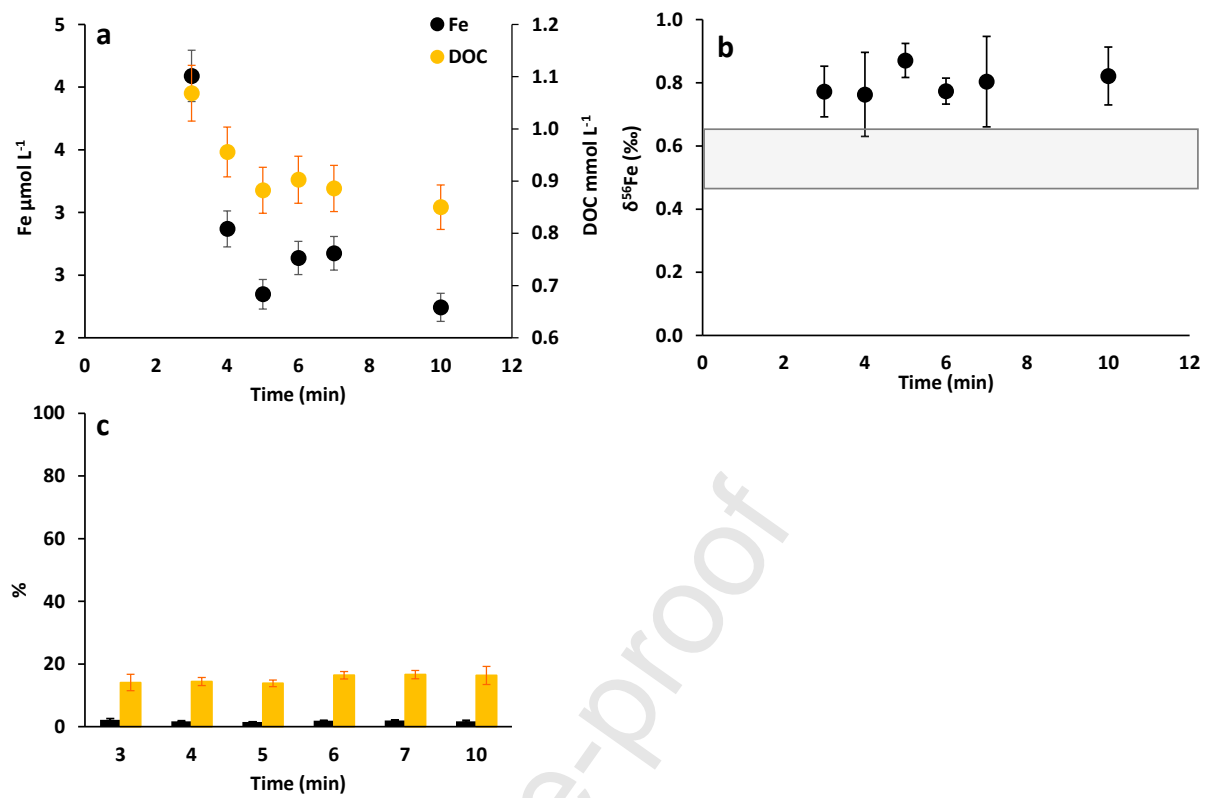 a
Fe
DOC
5
4
4
3
3
2
Fe µmol L-1
1.2
1.1
1.0
0.9
0.8
0.7
0.6
DOC mmol L-1
0 2 4 6 8 10 12
Time (min)
b
1.0
0.8
0.6
0.4
0.2
0.0
δ56Fe (‰)
0 2 4 6 8 10 12
Time (min)
c
100
80
60
40
20
0
%
3 4 5 6 7 10
Time (min)
e-proof